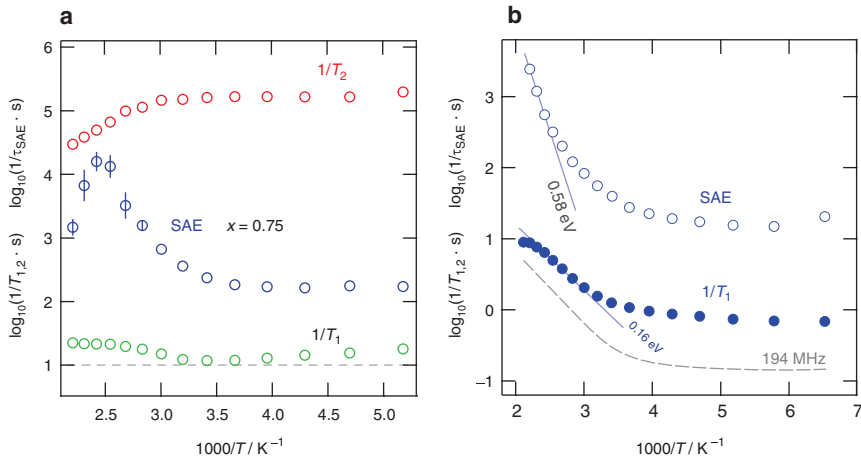 a
log₁₀(1/τSAE · s)
log₁₀(1/T₁,₂ · s)
6
5
4
3
2
1
0
1/T₂
SAE
x = 0.75
1/T₁
2.5
3.0
3.5
4.0
4.5
5.0
1000/T / K⁻¹
b
log₁₀(1/τSAE · s)
log₁₀(1/T₁,₂ · s)
3
2
1
0
−1
0.58 eV
SAE
1/T₁
0.16 eV
194 MHz
2
3
4
5
6
7
1000/T / K⁻¹